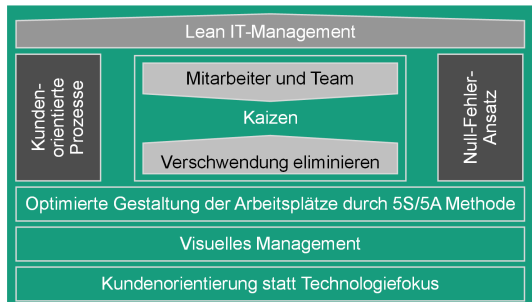 Lean IT-Management
Kunden-
orientierte
Prozesse
Mitarbeiter und Team
Kaizen
Verschwendung eliminieren
Null-Fehler-
Ansatz
Optimierte Gestaltung der Arbeitsplätze durch 5S/5A Methode
Visuelles Management
Kundenorientierung statt Technologiefokus